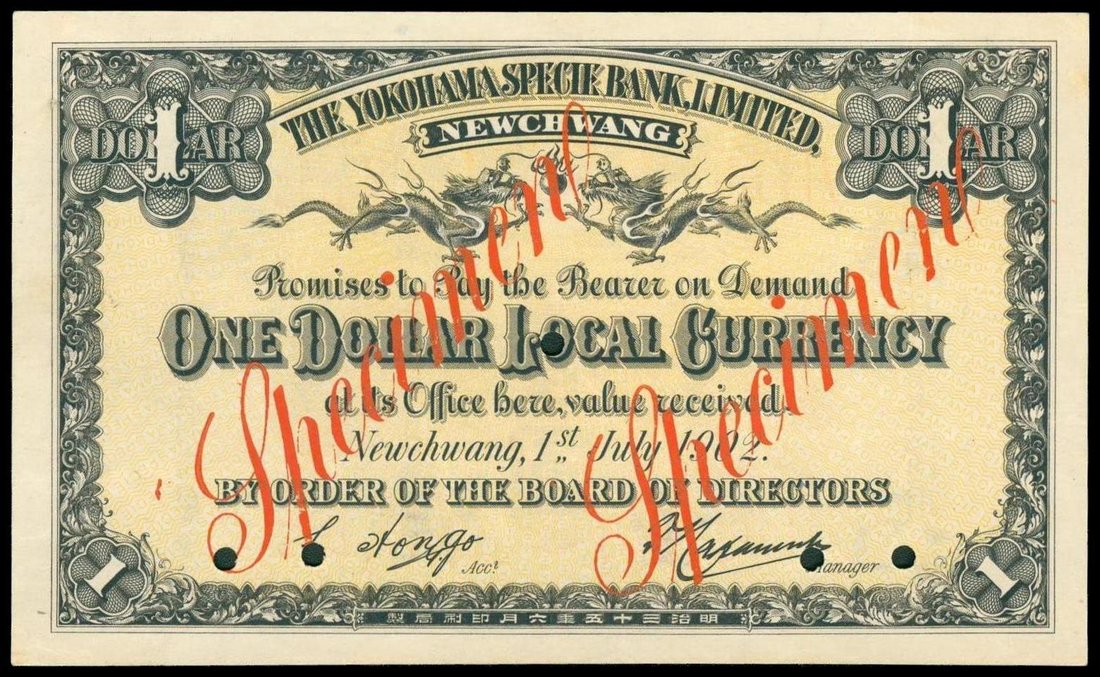 DOLLAR 1
THE YOKOHAMA SPECIE BANK, LIMITED,
NEWCHWANG
DOLLAR 1
Promises to Pay the Bearer on Demand
ONE DOLLAR LOCAL CURRENCY
at its Office here, value received.
Newchwang, 1st July 1902.
BY ORDER OF THE BOARD OF DIRECTORS
Hongo
Acct
Manager
1
1
明治三十五年六月印刷局製
Specimen
Specimen